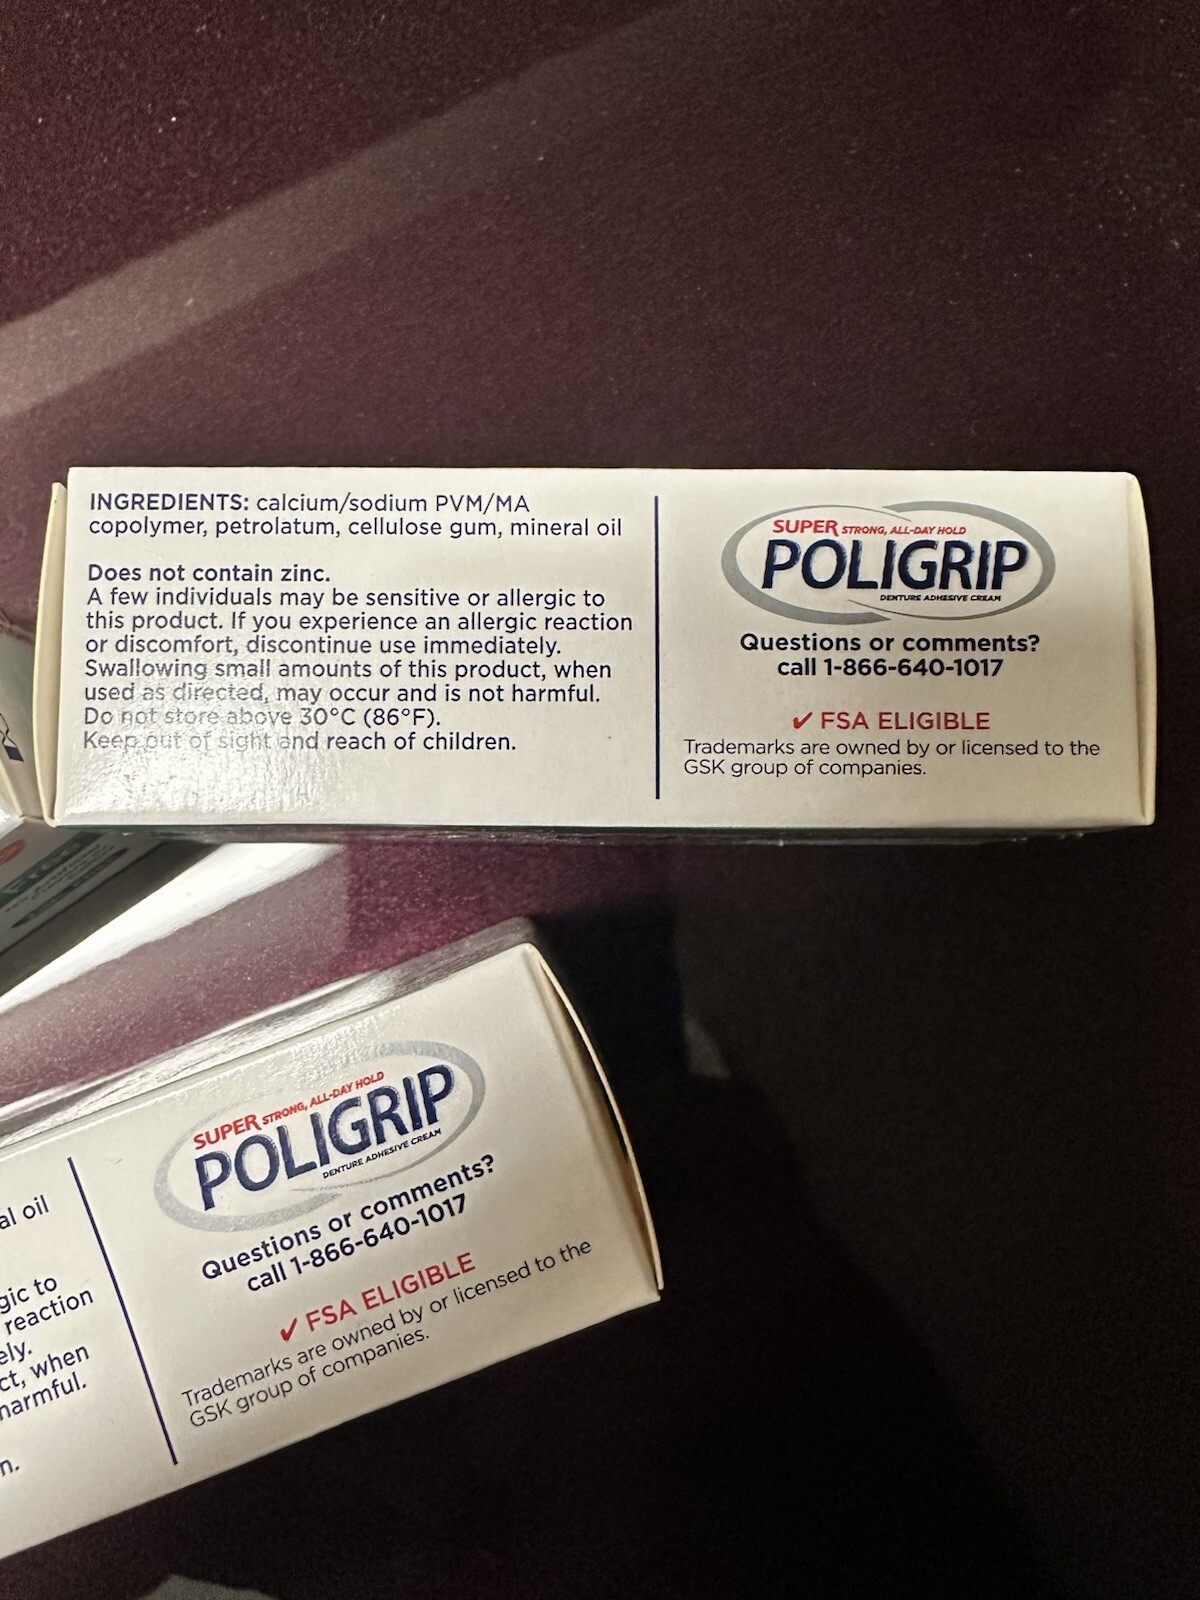 INGREDIENTS: calcium/sodium PVM/MA
copolymer, petrolatum, cellulose gum, mineral oil
Does not contain zinc.
A few individuals may be sensitive or allergic to
this product. If you experience an allergic reaction
or discomfort, discontinue use immediately.
Swallowing small amounts of this product, when
used as directed, may occur and is not harmful.
Do not store above 30°C (86°F).
Keep out of sight and reach of children.
SUPER STRONG, ALL-DAY HOLD
POLIGRIP
DENTURE ADHESIVE CREAM
Questions or comments?
call 1-866-640-1017
✓ FSA ELIGIBLE
Trademarks are owned by or licensed to the
GSK group of companies.
al oil
gic to
reaction
ely.
ct, when
harmful.
n.
SUPER STRONG, ALL-DAY HOLD
POLIGRIP
DENTURE ADHESIVE CREAM
Questions or comments?
call 1-866-640-1017
✓ FSA ELIGIBLE
Trademarks are owned by or licensed to the
GSK group of companies.